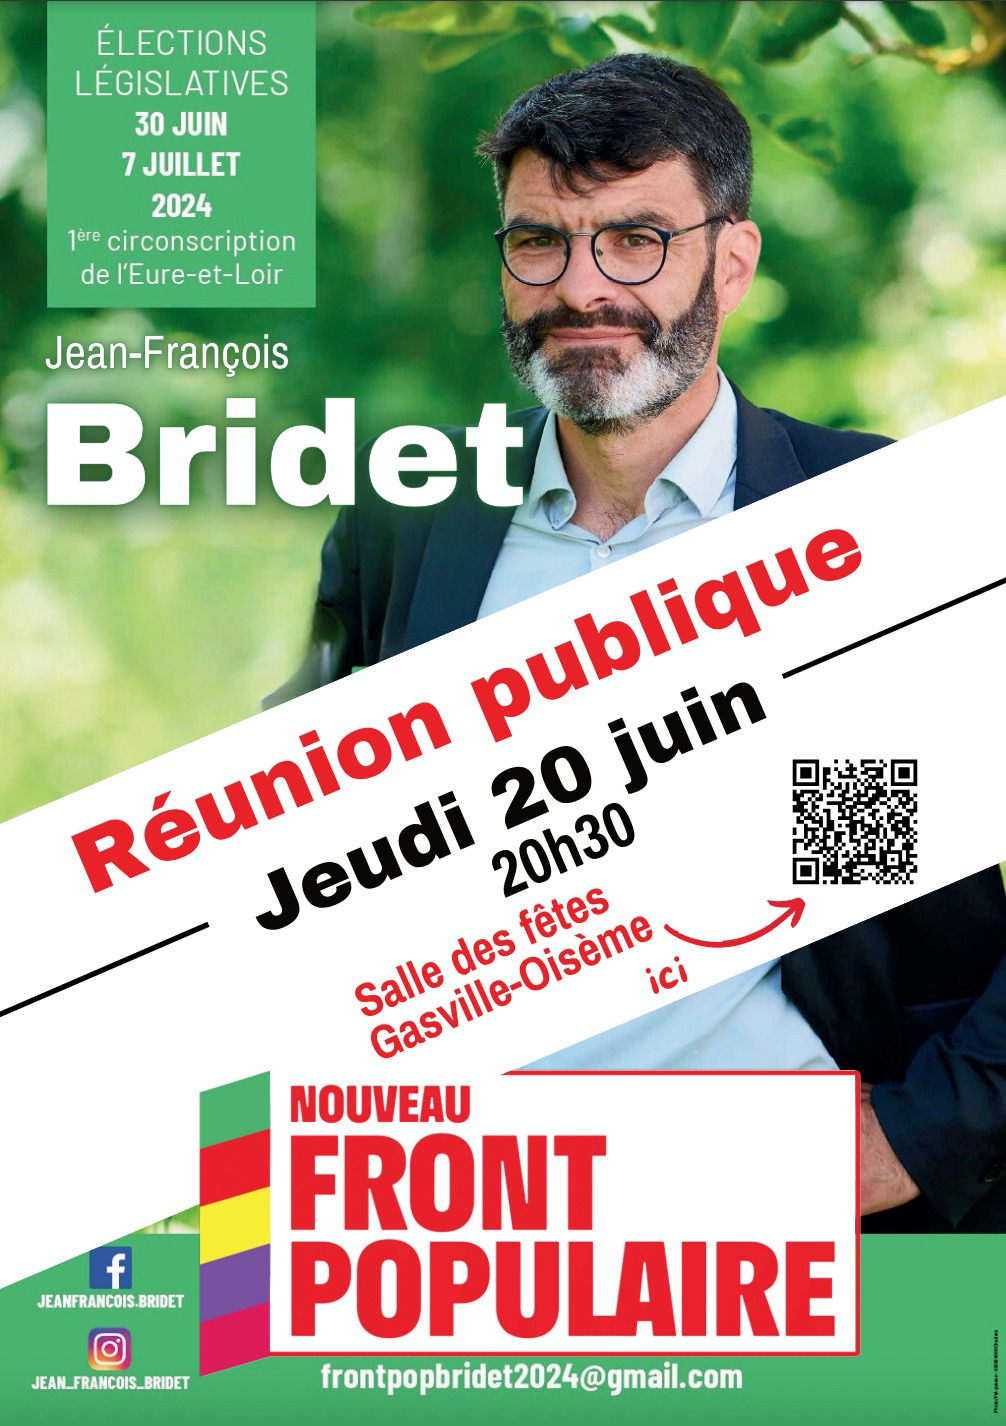 ÉLECTIONS
LÉGISLATIVES
30 JUIN
7 JUILLET
2024
1ère circonscription
de l'Eure-et-Loir
Jean-François
Bridet
Réunion publique
Jeudi 20 juin
20h30
Salle des fêtes
Gasville-Oisème
ici
NOUVEAU
FRONT
POPULAIRE
JEANFRANCOIS.BRIDET
JEAN_FRANCOIS_BRIDET
frontpopbridet2024@gmail.com